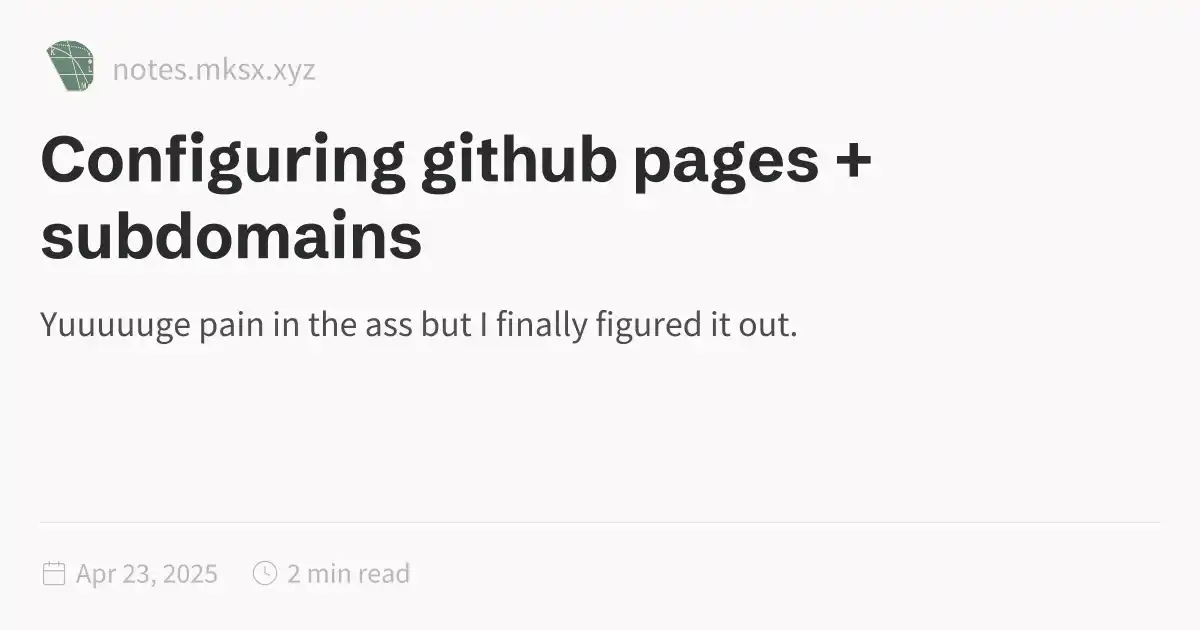 notes.mksx.xyz
Configuring github pages +
subdomains
Yuuuuuge pain in the ass but I finally figured it out.
Apr 23, 2025
2 min read